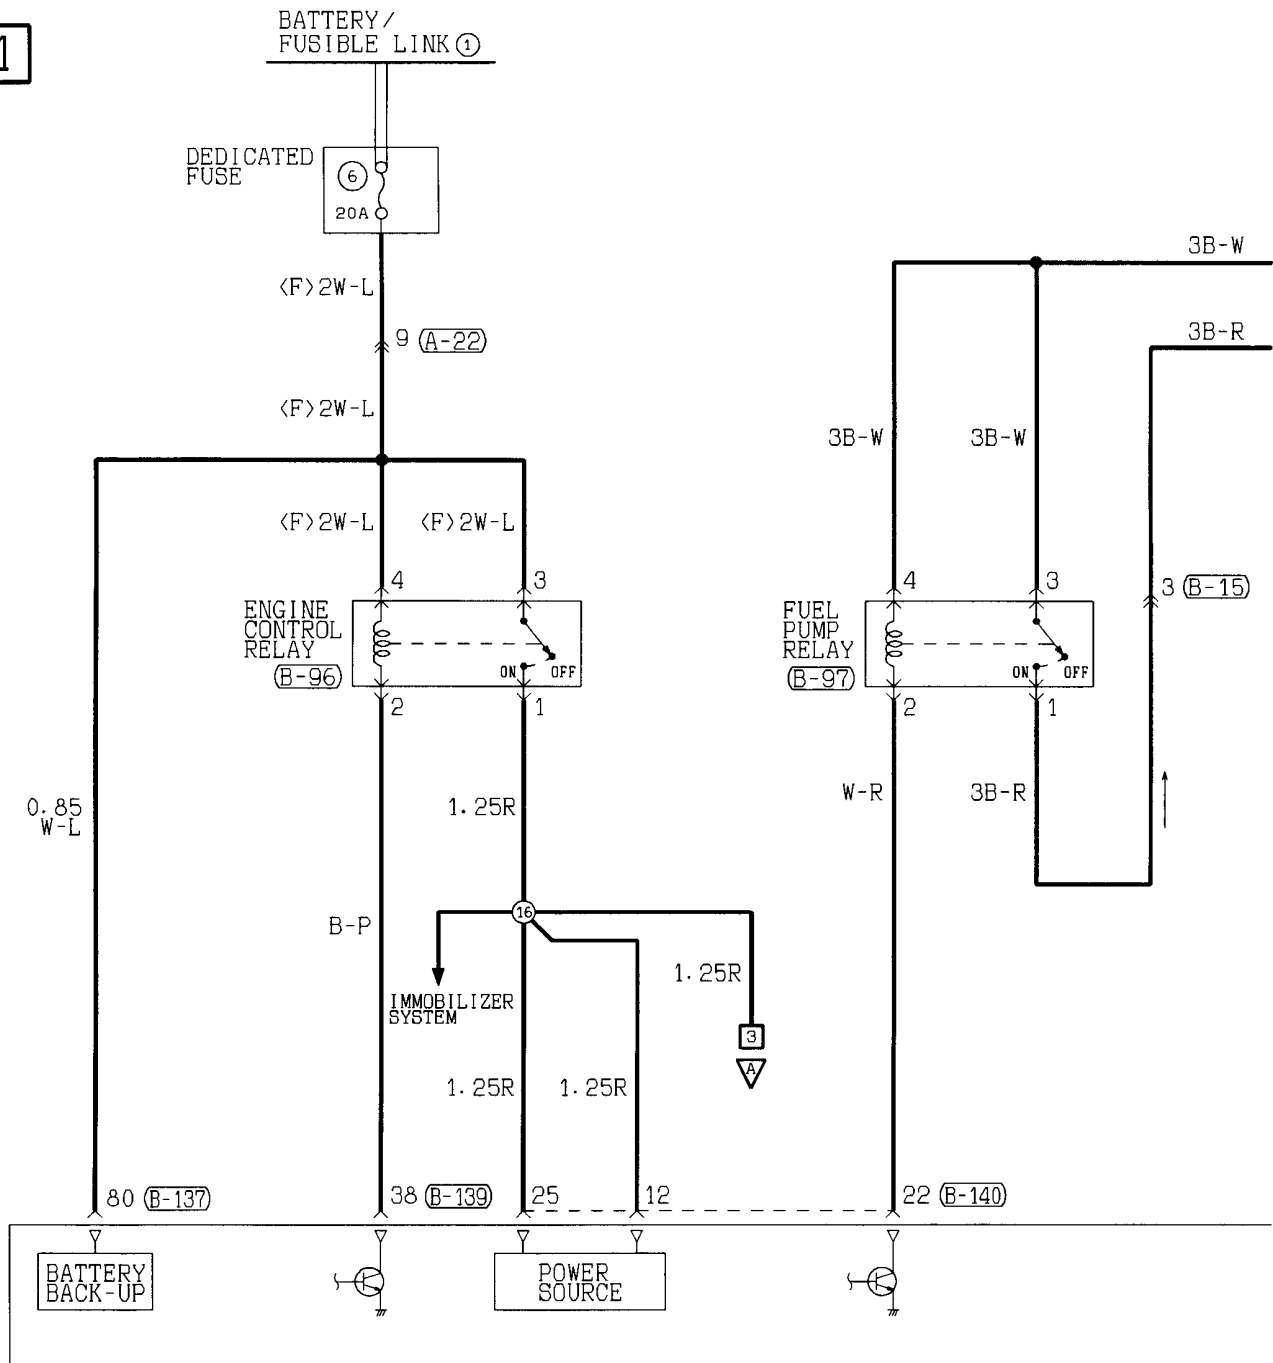 1
BATTERY/
FUSIBLE LINK ①
DEDICATED
FUSE
6
20A
3B-W
<F>2W-L
3B-R
9 A-22
<F>2W-L
3B-W
3B-W
<F>2W-L
<F>2W-L
4
3
4
3
3 B-15
ENGINE
CONTROL
RELAY
B-96
ON
OFF
FUEL
PUMP
RELAY
B-97
ON
OFF
2
1
2
1
0.85
W-L
1.25R
W-R
3B-R
16
B-P
1.25R
IMMOBILIZER
SYSTEM
3
A
1.25R
1.25R
80 B-137
38 B-139
25
12
22 B-140
BATTERY
BACK-UP
POWER
SOURCE